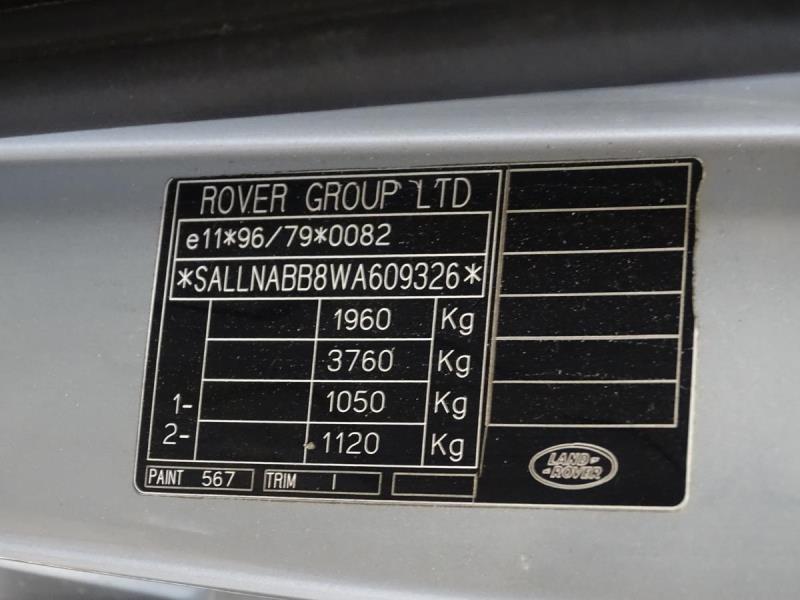 ROVER GROUP LTD
e11*96/79*0082
*SALLNABB8WA609326*
1960 Kg
3760 Kg
1- 1050 Kg
2- 1120 Kg
PAINT 567 TRIM I
LAND-
-ROVER